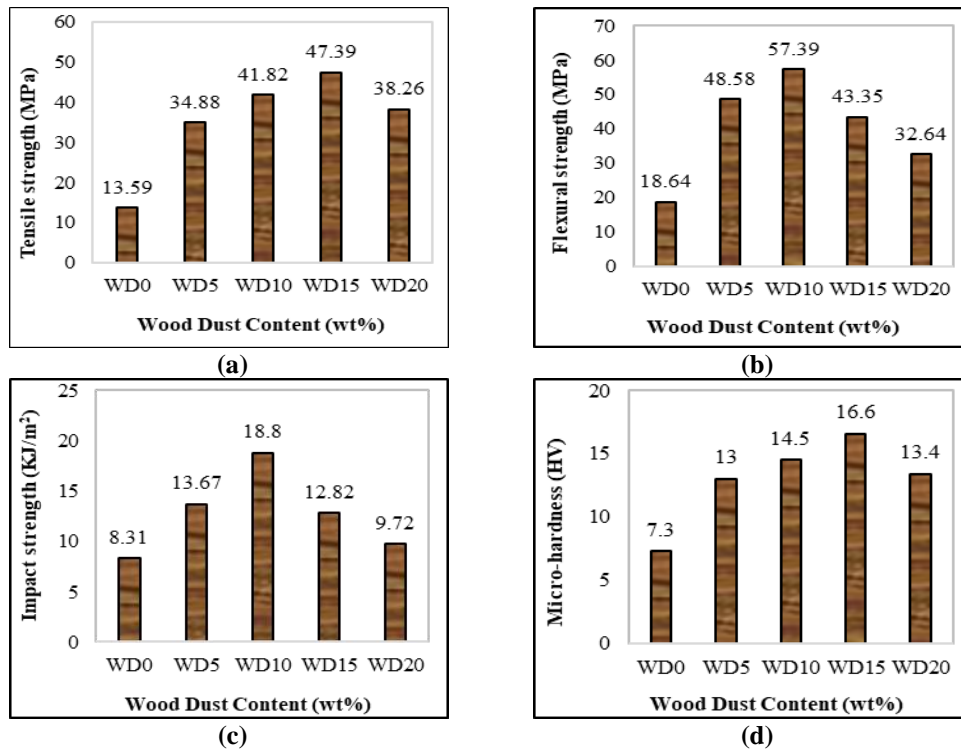 Tensile strength (MPa)
60
50
40
30
20
10
0
13.59
34.88
41.82
47.39
38.26
WD0 WD5 WD10 WD15 WD20
Wood Dust Content (wt%)
(a)
Flexural strength (MPa)
70
60
50
40
30
20
10
0
18.64
48.58
57.39
43.35
32.64
WD0 WD5 WD10 WD15 WD20
Wood Dust Content (wt%)
(b)
Impact strength (KJ/m²)
25
20
15
10
5
0
8.31
13.67
18.8
12.82
9.72
WD0 WD5 WD10 WD15 WD20
Wood Dust Content (wt%)
(c)
Micro-hardness (HV)
20
15
10
5
0
7.3
13
14.5
16.6
13.4
WD0 WD5 WD10 WD15 WD20
Wood Dust Content (wt%)
(d)